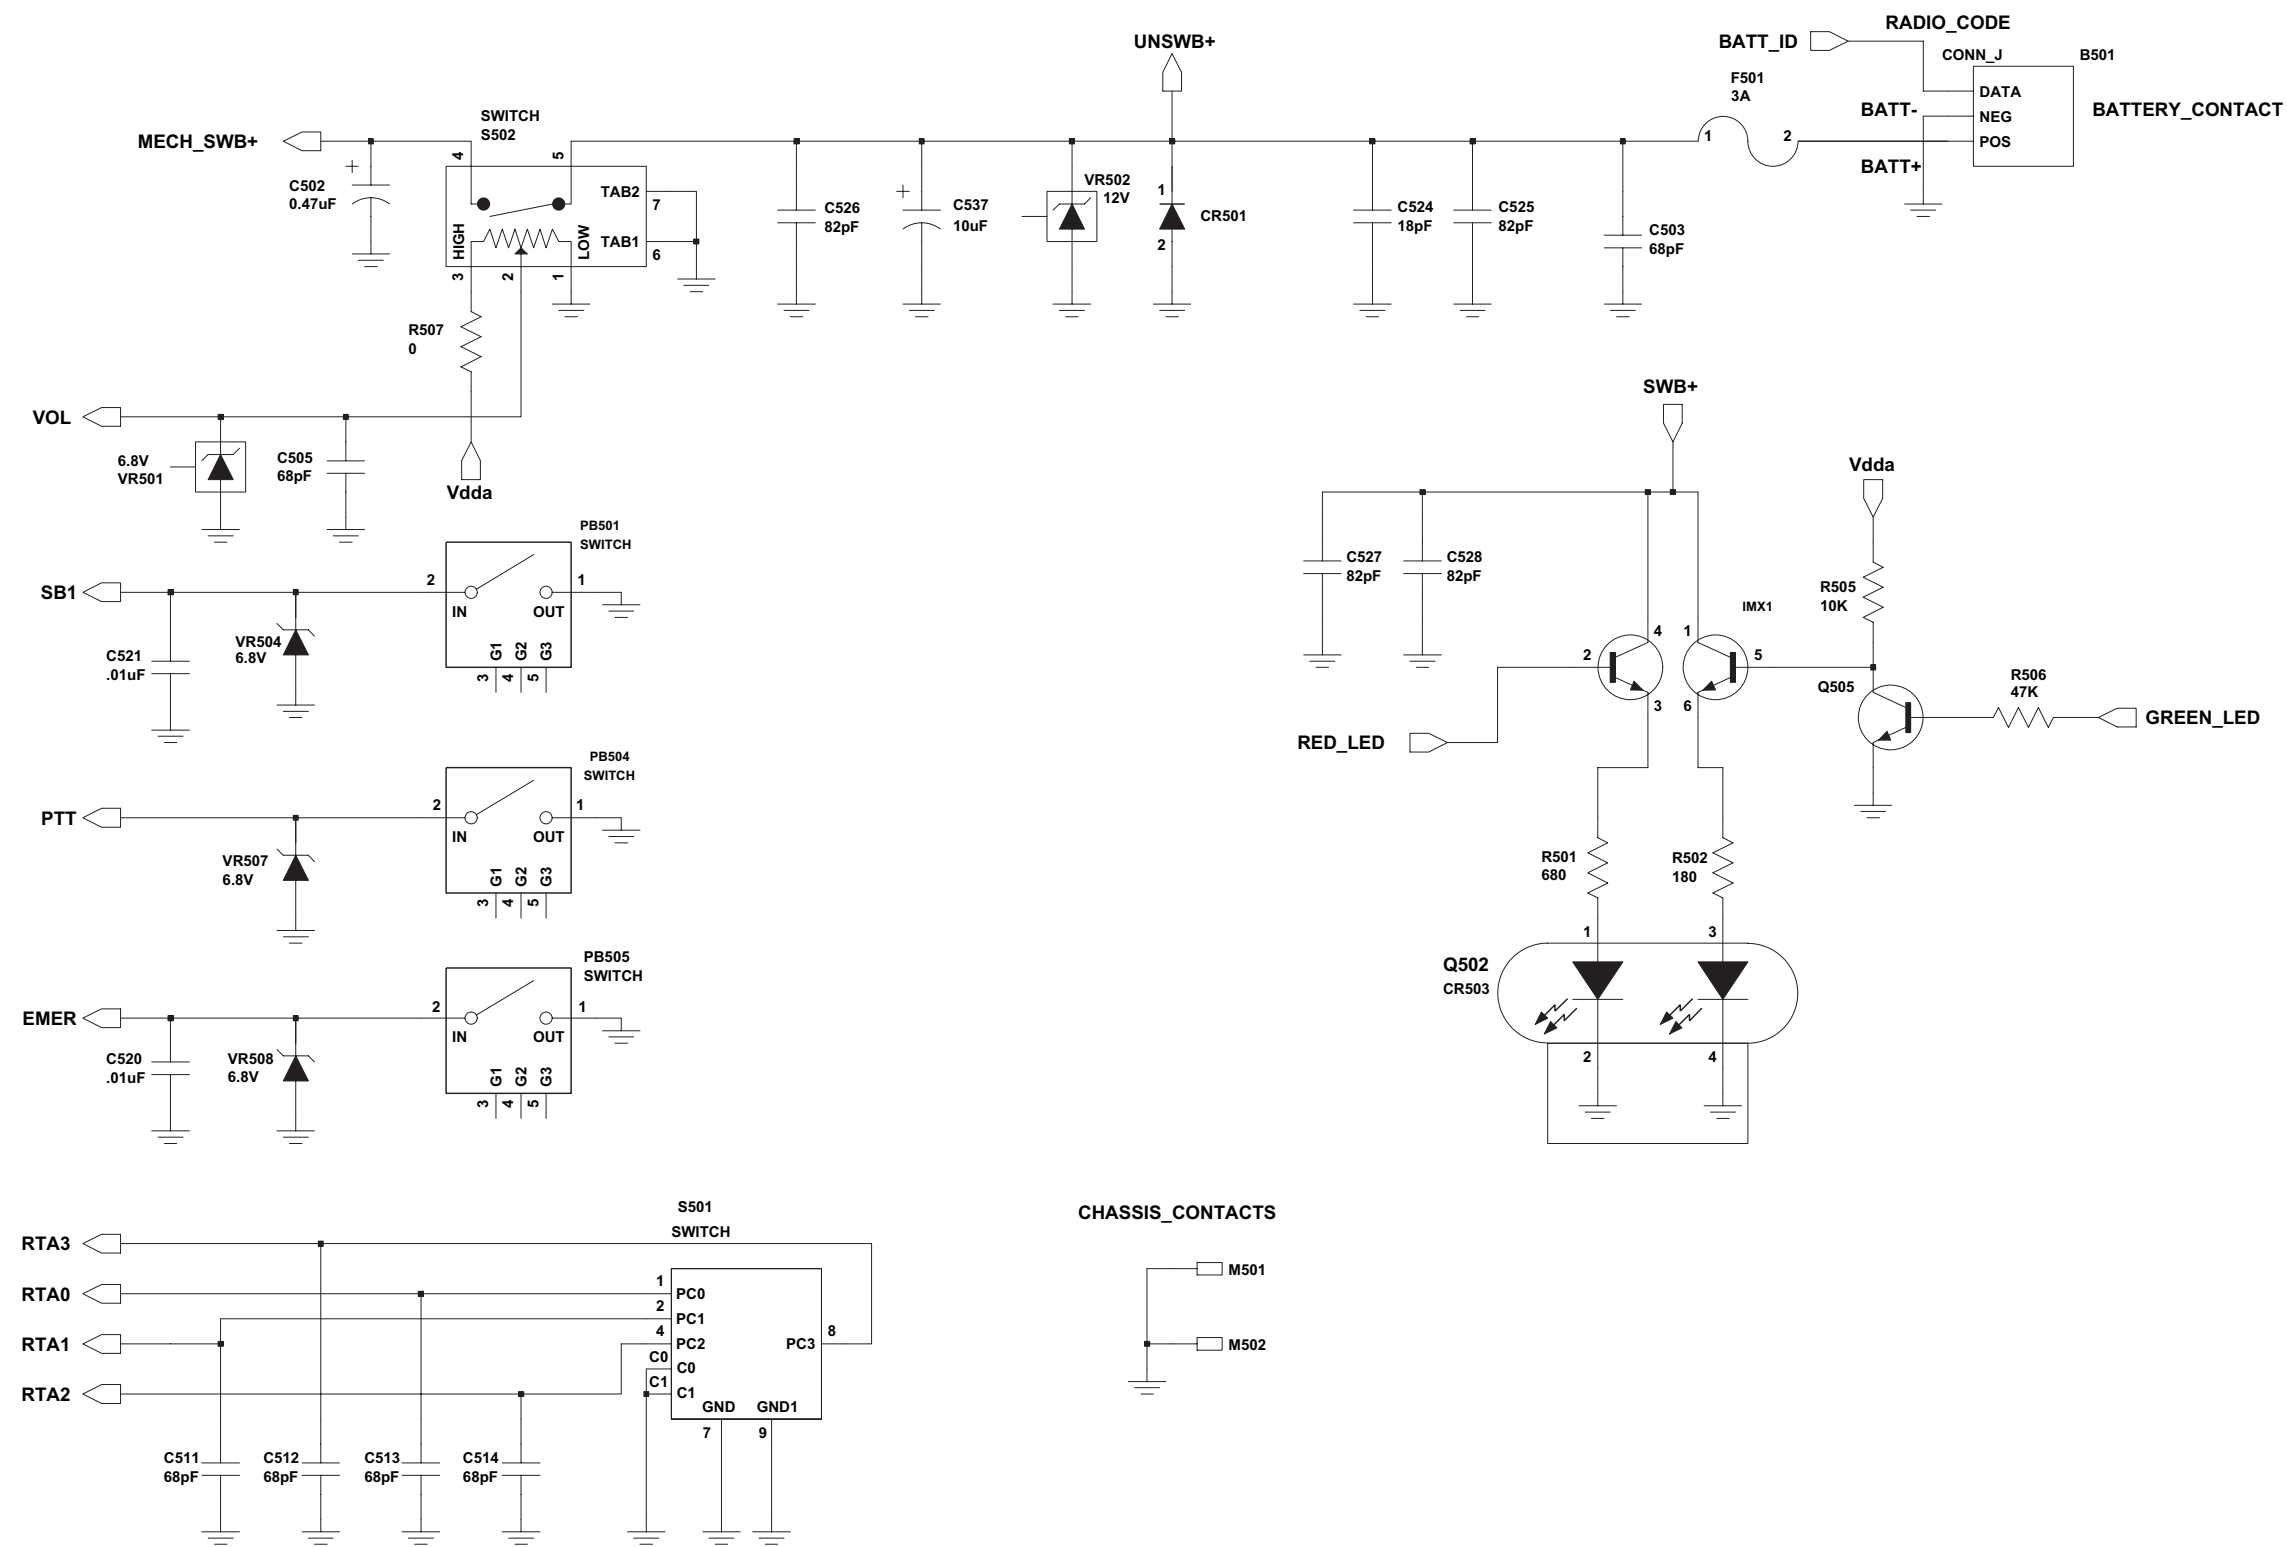 RADIO_CODE
BATT_ID
CONN_J
B501
UNSWB+
F501
3A
DATA
BATT-
NEG
BATTERY_CONTACT
SWITCH
S502
MECH_SWB+
4
5
1
2
POS
BATT+
C502
0.47uF
TAB2
7
HIGH
LOW
TAB1
6
3
2
1
C526
82pF
C537
10uF
VR502
12V
1
CR501
2
C524
18pF
C525
82pF
C503
68pF
R507
0
VOL
6.8V
VR501
C505
68pF
Vdda
SWB+
Vdda
PB501
SWITCH
SB1
2
1
IN
OUT
VR504
6.8V
C521
.01uF
G1
G2
G3
3
4
5
C527
82pF
C528
82pF
R505
10K
IMX1
4
1
2
5
3
6
Q505
R506
47K
GREEN_LED
RED_LED
PB504
SWITCH
PTT
2
1
IN
OUT
VR507
6.8V
G1
G2
G3
3
4
5
R501
680
R502
180
1
3
Q502
CR503
2
4
PB505
SWITCH
EMER
2
1
IN
OUT
C520
.01uF
VR508
6.8V
G1
G2
G3
3
4
5
S501
SWITCH
CHASSIS_CONTACTS
RTA3
RTA0
1
PC0
2
PC1
RTA1
4
PC2
PC3
8
C0
C0
RTA2
C1
C1
GND
GND1
7
9
M501
M502
C511
68pF
C512
68pF
C513
68pF
C514
68pF